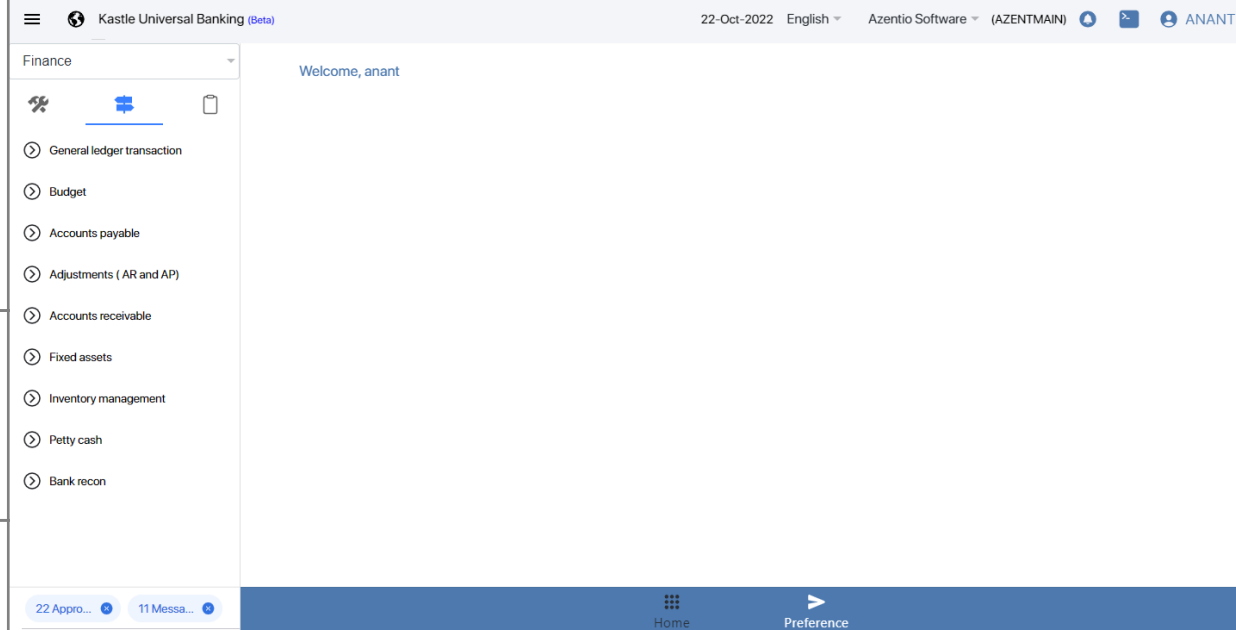 Kastle Universal Banking (Beta) 22-Oct-2022 English Azentio Software (AZENTMAIN) ANANT
Finance
Welcome, anant
General ledger transaction
Budget
Accounts payable
Adjustments ( AR and AP)
Accounts receivable
Fixed assets
Inventory management
Petty cash
Bank recon
22 Appro... 11 Messa...
Home Preference